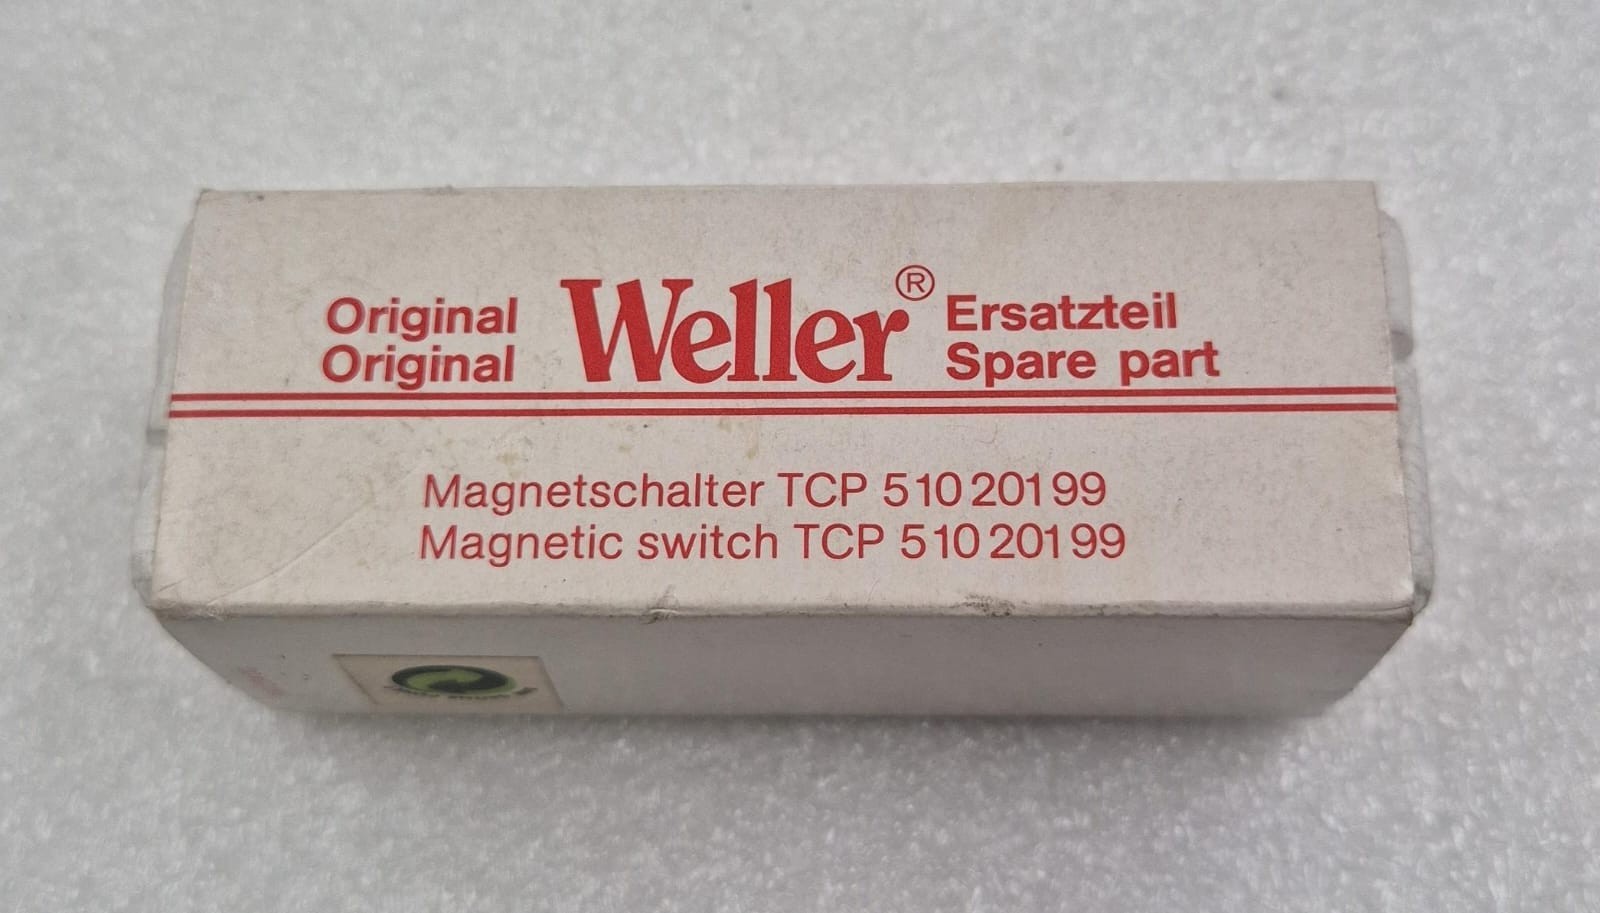 Original Weller® Ersatzteil
Original Spare part
Magnetschalter TCP 510 201 99
Magnetic switch TCP 510 201 99